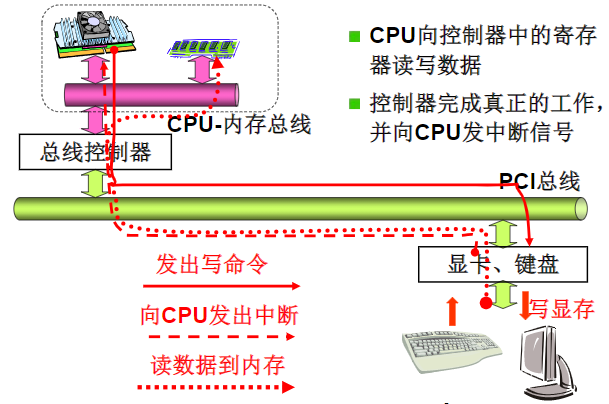 CPU向控制器中的寄存
器读写数据
控制器完成真正的工作，
并向CPU发中断信号
CPU-内存总线
总线控制器
PCI总线
显卡、键盘
发出写命令
写显存
向CPU发出中断
读数据到内存